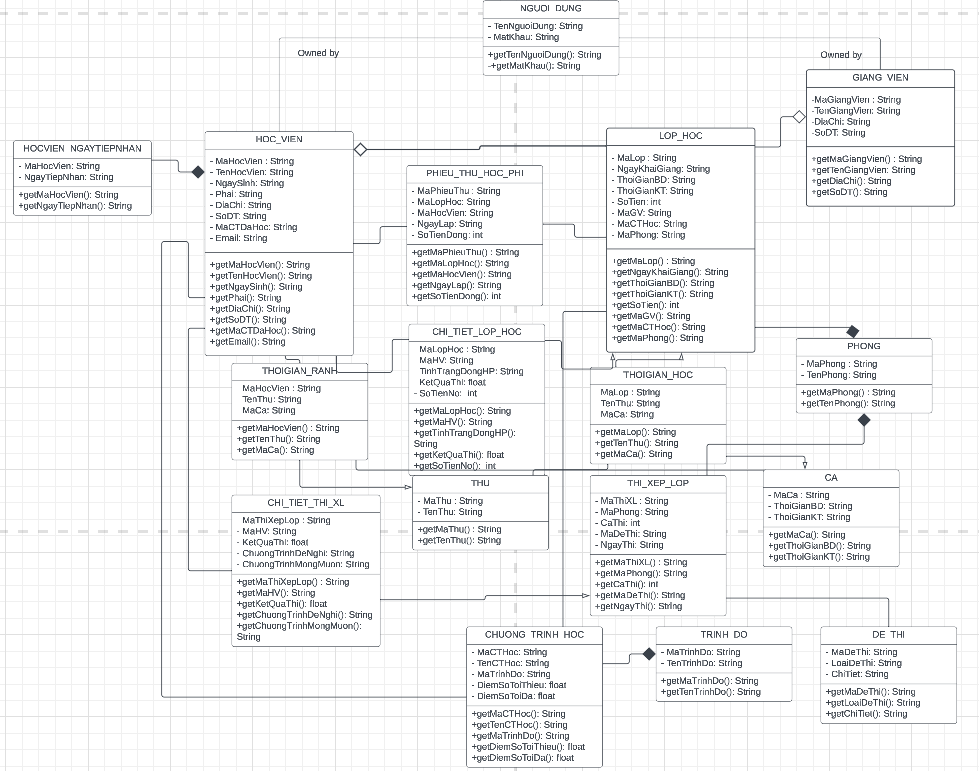 NGUOI DUNG
- TenNguoiDung: String
- MatKhau: String
+getTenNguoiDung(): String
-+getMatKhau(): String
Owned by
Owned by
GIANG VIEN
-MaGiangVien : String
-TenGiangVien: String
-DiaChi: String
-SoDT: String
+getMaGiangVien() : String
+getTenGiangVien: String
+getDiaChi(): String
+getSoDT(): String
HOCVIEN NGAYTIEPNHAN
- MaHocVien: String
- NgayTiepNhan: String
+getMaHocVien(): String
+getNgayTiepNhan(): String
HOC_VIEN
- MaHocVien : String
- TenHocVien: String
- NgaySinh: String
- Phai: String
- DiaChi: String
- SoDT: String
- MaCTDaHoc: String
- Email: String
+getMaHocVien(): String
+getTenHocVien(): String
+getNgaySinh(): String
+getPhai(): String
+getDiaChi(): String
+getSoDT(): String
+getMaCTDaHoc(): String
+getEmail(): String
PHIEU_THU_HOC_PHI
- MaPhieuThu : String
- MaLopHoc: String
- MaHocVien: String
- NgayLap: String
- SoTienDong: int
+getMaPhieuThu() : String
+getMaLopHoc(): String
+getMaHocVien(): String
+getNgayLap(): String
+getSoTienDong(): int
LOP_HOC
- MaLop : String
- NgayKhaiGiang: String
- ThoiGianBD: String
- ThoiGianKT: String
- SoTien: int
- MaGV: String
- MaCTHoc: String
- MaPhong: String
+getMaLop() : String
+getNgayKhaiGiang(): String
+getThoiGianBD(): String
+getThoiGianKT(): String
+getSoTien(): int
+getMaGV(): String
+getMaCTHoc(): String
+getMaPhong(): String
CHI_TIET_LOP_HOC
MaLopHoc : String
MaHV: String
TinhTrangDongHP: String
KetQuaThi: float
- SoTienNo: int
+getMaLopHoc(): String
+getMaHV(): String
+getTinhTrangDongHP():
String
+getKetQuaThi(): float
+getSoTienNo(): int
PHONG
- MaPhong : String
- TenPhong: String
+getMaPhong() : String
+getTenPhong(): String
THOIGIAN_RANH
MaHocVien : String
TenThu: String
MaCa: String
+getMaHocVien() : String
+getTenThu(): String
+getMaCa(): String
THOIGIAN_HOC
MaLop : String
TenThu: String
MaCa: String
+getMaLop(): String
+getTenThu(): String
+getMaCa(): String
CA
- MaCa : String
- ThoiGianBD: String
- ThoiGianKT: String
+getMaCa(): String
+getThoiGianBD(): String
+getThoiGianKT(): String
THU
- MaThu : String
- TenThu: String
+getMaThu() : String
+getTenThu(): String
THI_XEP_LOP
- MaThiXL : String
- MaPhong: String
- CaThi: int
- MaDeThi: String
- NgayThi: String
+getMaThiXL() : String
+getMaPhong(): String
+getCaThi(): int
+getMaDeThi(): String
+getNgayThi(): String
CHI_TIET_THI_XL
MaThiXepLop : String
- MaHV: String
- KetQuaThi: float
- ChuongTrinhDeNghi: String
- ChuongTrinhMongMuon: String
+getMaThiXepLop() : String
+getMaHV(): String
+getKetQuaThi(): float
+getChuongTrinhDeNghi(): String
+getChuongTrinhMongMuon():
String
CHUONG_TRINH_HOC
- MaCTHoc : String
- TenCTHoc: String
- MaTrinhDo: String
- DiemSoToiThieu: float
- DiemSoToiDa: float
+getMaCTHoc(): String
+getTenCTHoc(): String
+getMaTrinhDo(): String
+getDiemSoToiThieu(): float
+getDiemSoToiDa(): float
TRINH DO
- MaTrinhDo : String
- TenTrinhDo: String
+getMaTrinhDo() : String
+getTenTrinhDo(): String
DE THI
- MaDeThi: String
- LoaiDeThi: String
- ChiTiet: String
+getMaDeThi(): String
+getLoaiDeThi(): String
+getChiTiet(): String